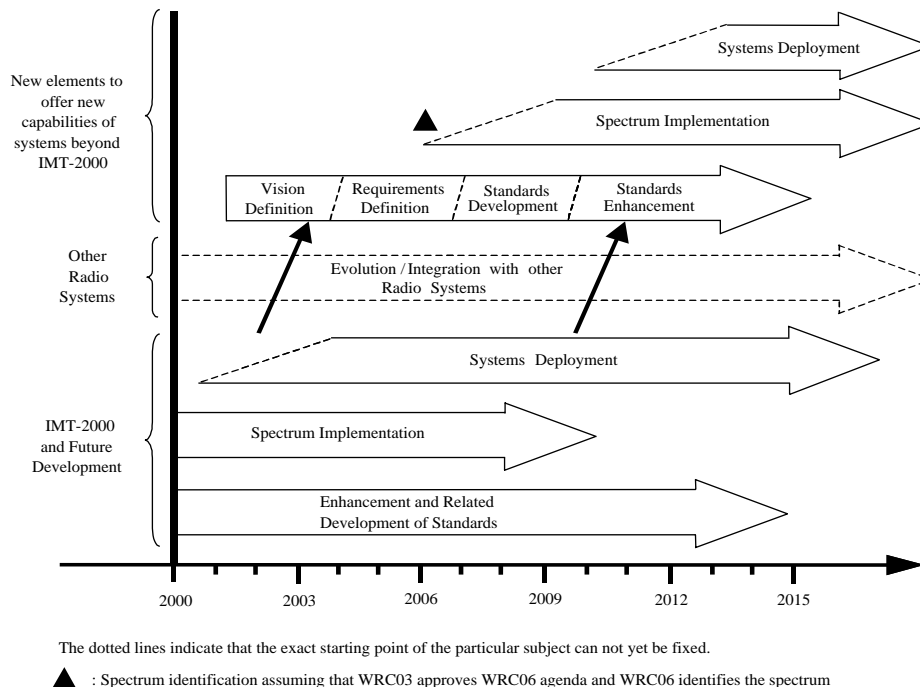 New elements to
offer new
capabilities of
systems beyond
IMT-2000
Systems Deployment
Spectrum Implementation
Vision
Definition
Requirements
Definition
Standards
Development
Standards
Enhancement
Other
Radio
Systems
Evolution / Integration with other
Radio Systems
IMT-2000
and Future
Development
Systems Deployment
Spectrum Implementation
Enhancement and Related
Development of Standards
2000
2003
2006
2009
2012
2015
The dotted lines indicate that the exact starting point of the particular subject can not yet be fixed.
: Spectrum identification assuming that WRC03 approves WRC06 agenda and WRC06 identifies the spectrum